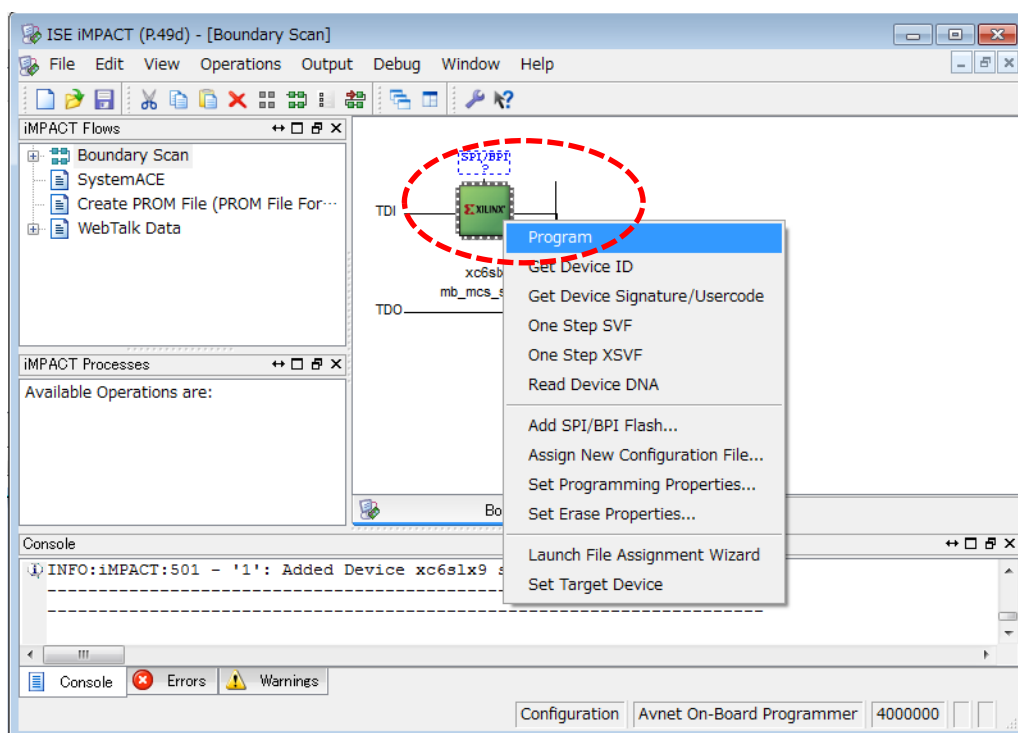 ISE iMPACT (P.49d) - [Boundary Scan]
File Edit View Operations Output Debug Window Help
iMPACT Flows
Boundary Scan
SystemACE
Create PROM File (PROM File For…
WebTalk Data
iMPACT Processes
Available Operations are:
SPI/BPI
?
TDI
XILINX
TDO
mb_mcs_s
Program
Get Device ID
Get Device Signature/Usercode
One Step SVF
One Step XSVF
Read Device DNA
Add SPI/BPI Flash...
Assign New Configuration File...
Set Programming Properties...
Set Erase Properties...
Launch File Assignment Wizard
Set Target Device
Bo
Console
INFO:iMPACT:501 - '1': Added Device xc6slx9 s
--------------------------------------------------
----------------------------------------------------------------------
Console Errors Warnings
Configuration Avnet On-Board Programmer 4000000